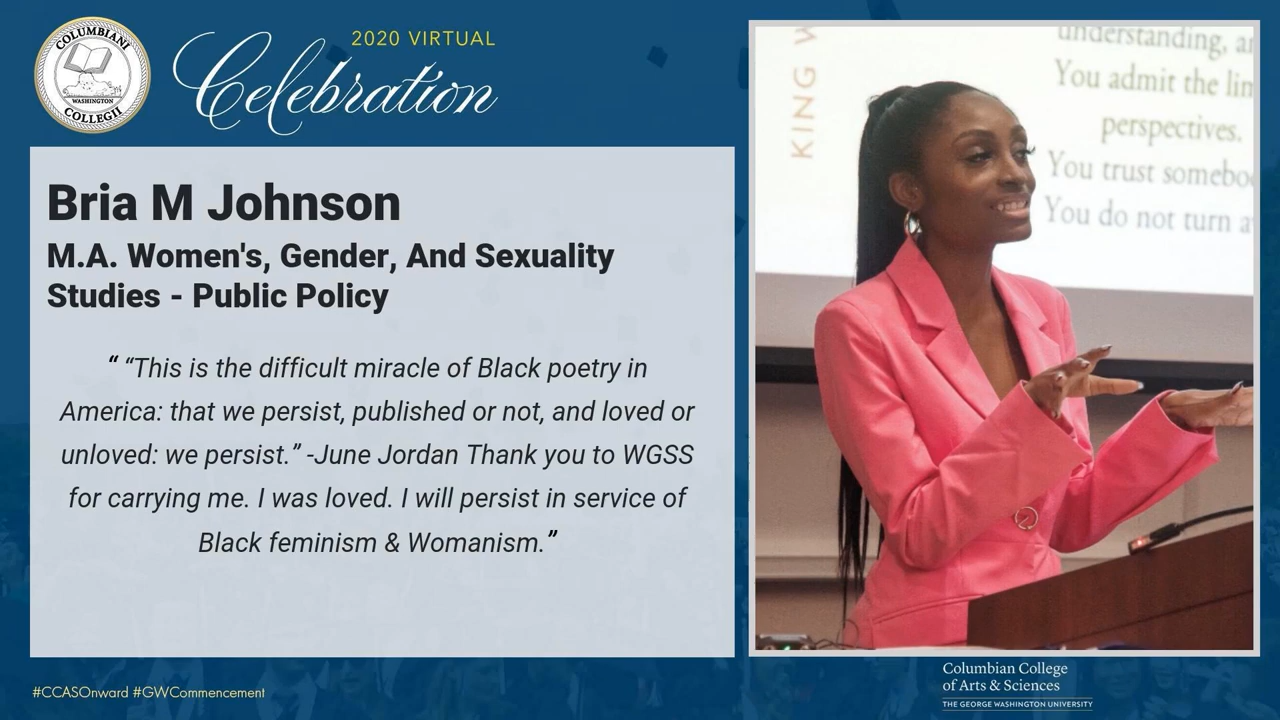 COLUMBIANI
WASHINGTON
COLLEGII
2020 VIRTUAL
Celebration
Bria M Johnson
M.A. Women's, Gender, And Sexuality
Studies - Public Policy
“ “This is the difficult miracle of Black poetry in
America: that we persist, published or not, and loved or
unloved: we persist.” -June Jordan Thank you to WGSS
for carrying me. I was loved. I will persist in service of
Black feminism & Womanism.”
KING W
understanding, a
You admit the lim
perspectives.
You trust somebo
You do not turn a
#CCASOnward #GWCommencement
Columbian College
of Arts & Sciences
THE GEORGE WASHINGTON UNIVERSITY